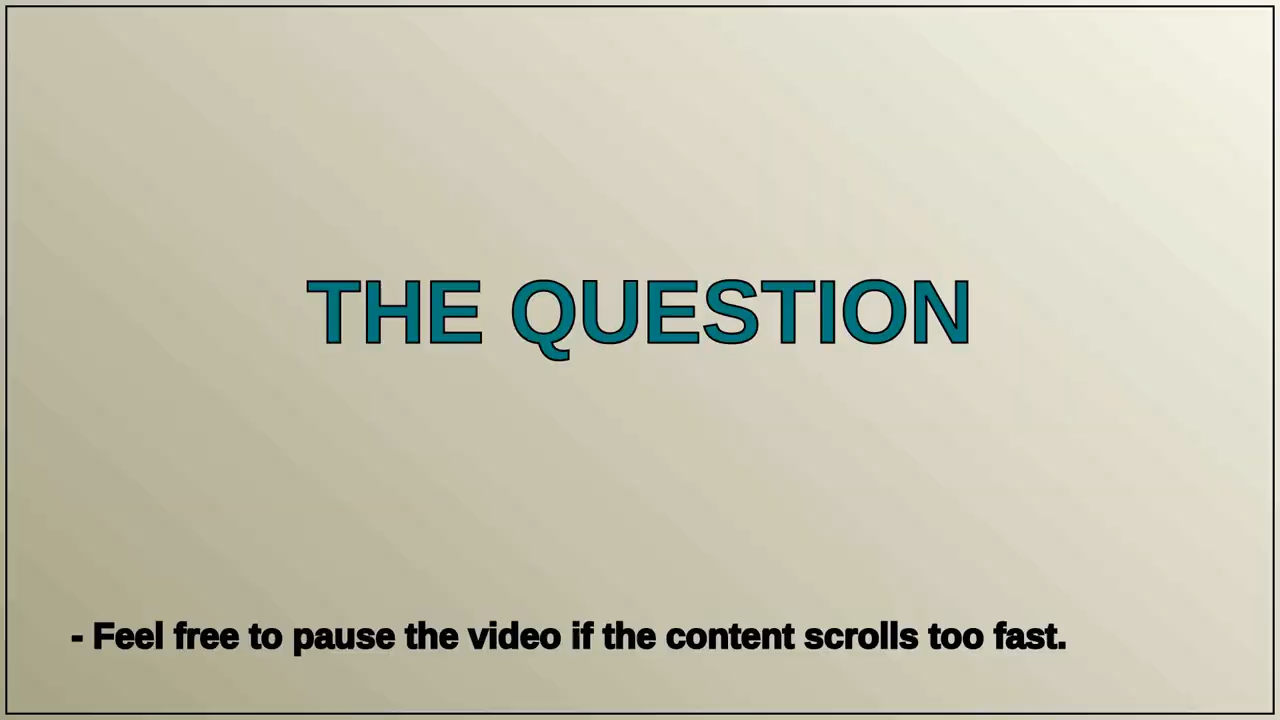 THE QUESTION
- Feel free to pause the video if the content scrolls too fast.